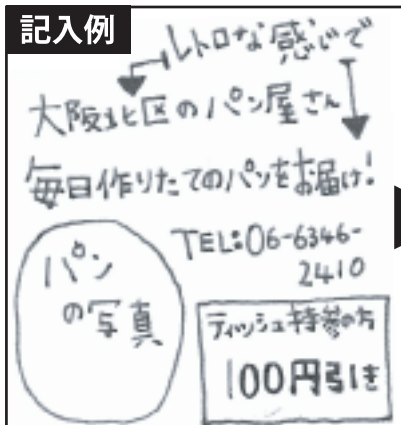 記入例
レトロな感じで
大阪北区のパン屋さん
毎日作りたてのパンをお届け!
TEL:06-6346-
2410
パン
の写真
ティッシュ持参の方
100円引き